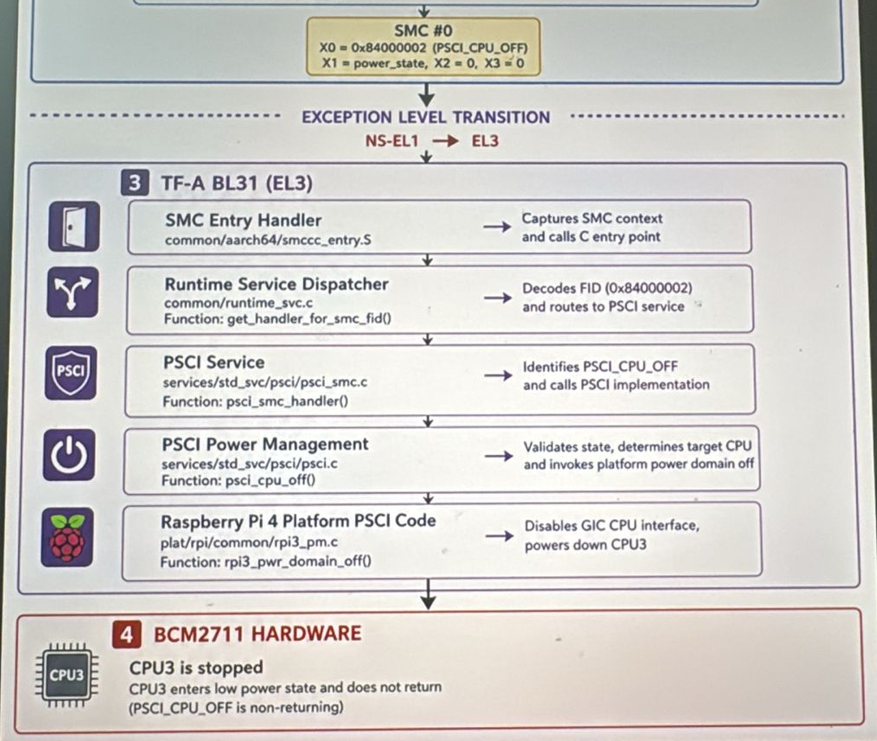 SMC #0
X0 = 0x84000002 (PSCI_CPU_OFF)
X1 = power_state, X2 = 0, X3 = 0
EXCEPTION LEVEL TRANSITION
NS-EL1 → EL3
3 TF-A BL31 (EL3)
SMC Entry Handler
common/aarch64/smccc_entry.S
→ Captures SMC context
and calls C entry point
Runtime Service Dispatcher
common/runtime_svc.c
Function: get_handler_for_smc_fid()
→ Decodes FID (0x84000002)
and routes to PSCI service
PSCI
PSCI Service
services/std_svc/psci/psci_smc.c
Function: psci_smc_handler()
→ Identifies PSCI_CPU_OFF
and calls PSCI implementation
PSCI Power Management
services/std_svc/psci/psci.c
Function: psci_cpu_off()
→ Validates state, determines target CPU
and invokes platform power domain off
Raspberry Pi 4 Platform PSCI Code
plat/rpi/common/rpi3_pm.c
Function: rpi3_pwr_domain_off()
→ Disables GIC CPU interface,
powers down CPU3
4 BCM2711 HARDWARE
CPU3
CPU3 is stopped
CPU3 enters low power state and does not return
(PSCI_CPU_OFF is non-returning)